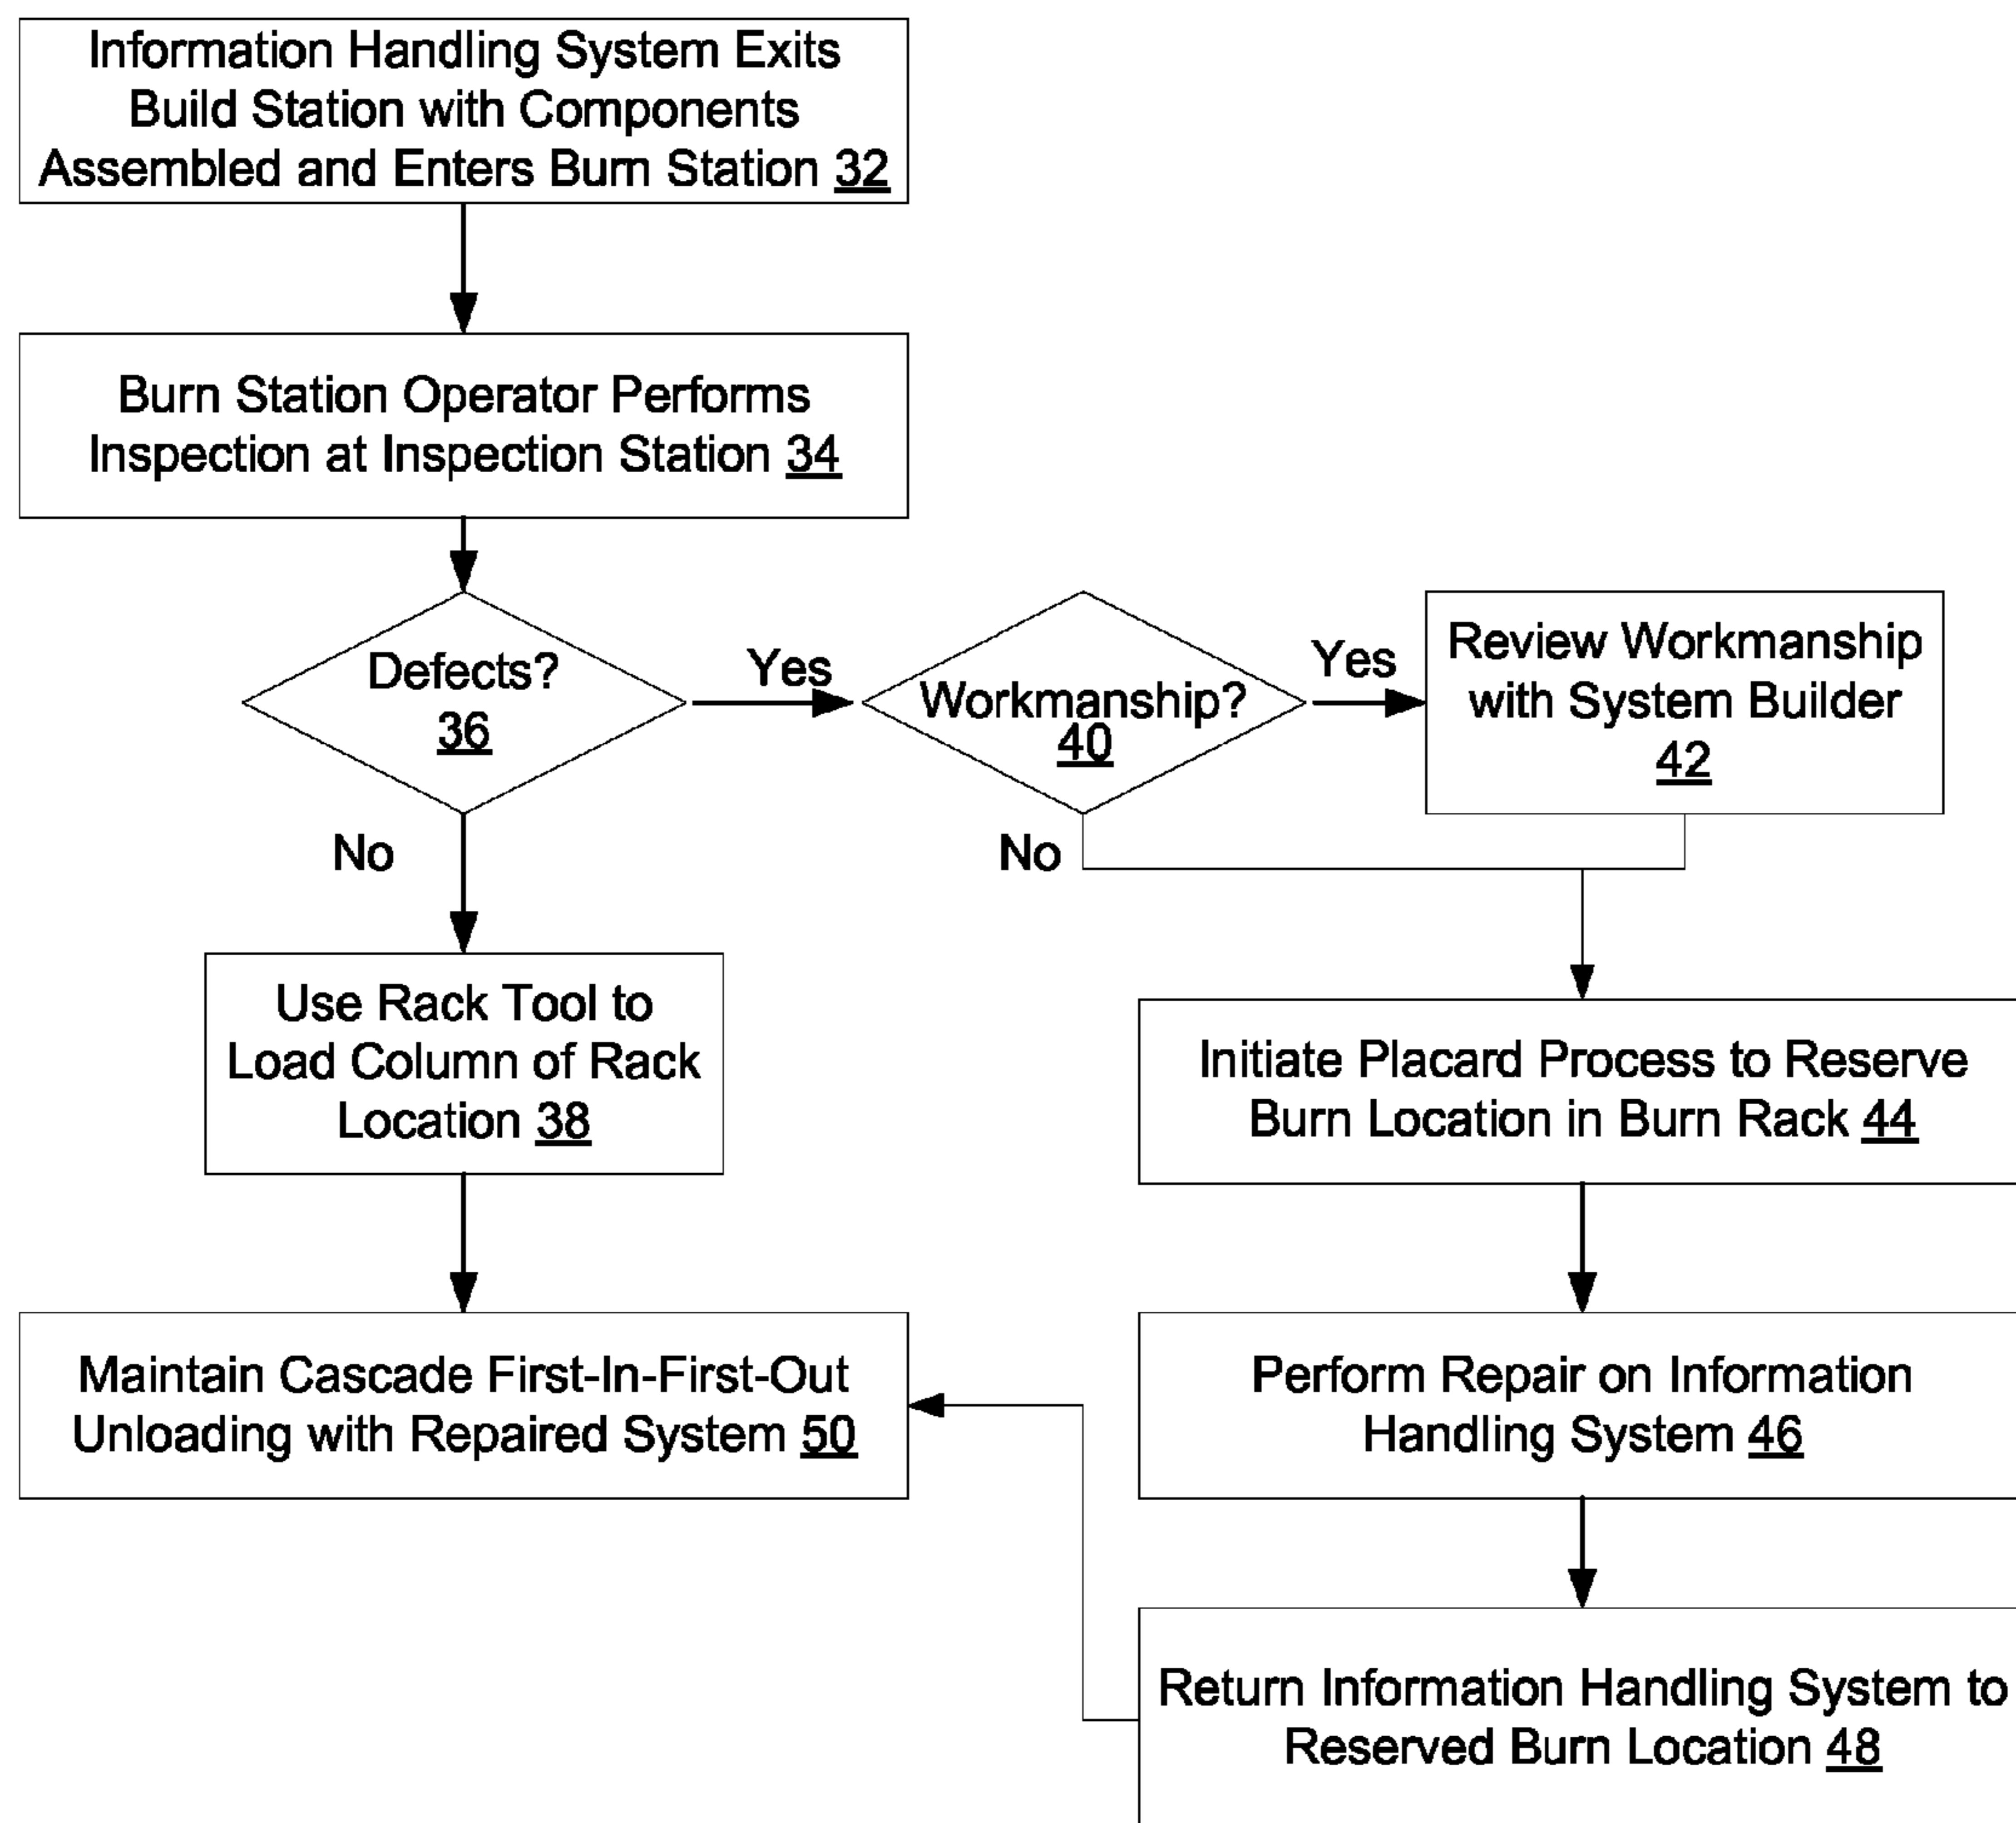 Information Handling System Exits
Build Station with Components
Assembled and Enters Burn Station 32
Burn Station Operator Performs
Inspection at Inspection Station 34
Defects?
36
Yes
Workmanship?
40
Yes
Review Workmanship
with System Builder
42
No
No
Use Rack Tool to
Load Column of Rack
Location 38
Initiate Placard Process to Reserve
Burn Location in Burn Rack 44
Maintain Cascade First-In-First-Out
Unloading with Repaired System 50
Perform Repair on Information
Handling System 46
Return Information Handling System to
Reserved Burn Location 48